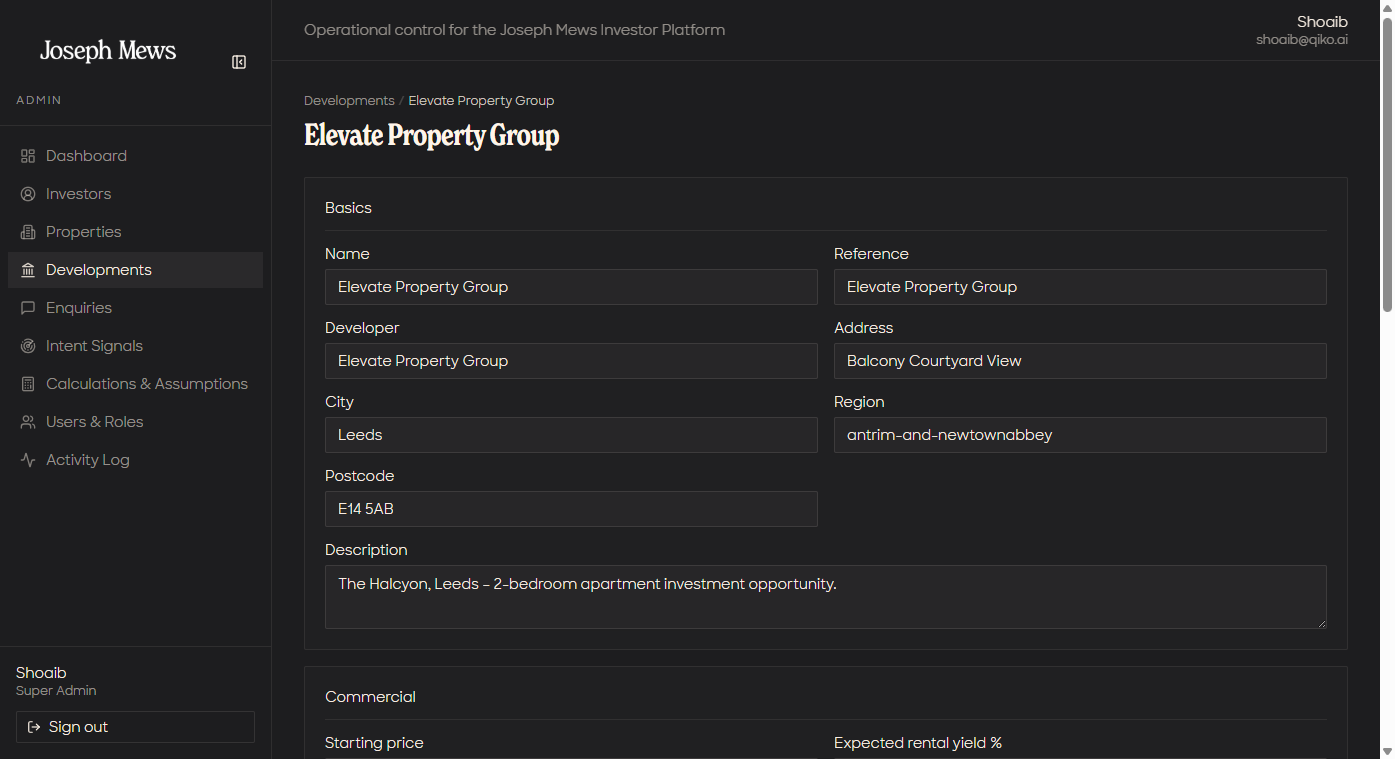 Joseph Mews
ADMIN
Dashboard
Investors
Properties
Developments
Enquiries
Intent Signals
Calculations & Assumptions
Users & Roles
Activity Log
Shoaib
Super Admin
Sign out
Operational control for the Joseph Mews Investor Platform
Shoaib
shoaib@qiko.ai
Developments / Elevate Property Group
Elevate Property Group
Basics
Name
Elevate Property Group
Reference
Elevate Property Group
Developer
Elevate Property Group
Address
Balcony Courtyard View
City
Leeds
Region
antrim-and-newtownabbey
Postcode
E14 5AB
Description
The Halcyon, Leeds – 2-bedroom apartment investment opportunity.
Commercial
Starting price
Expected rental yield %